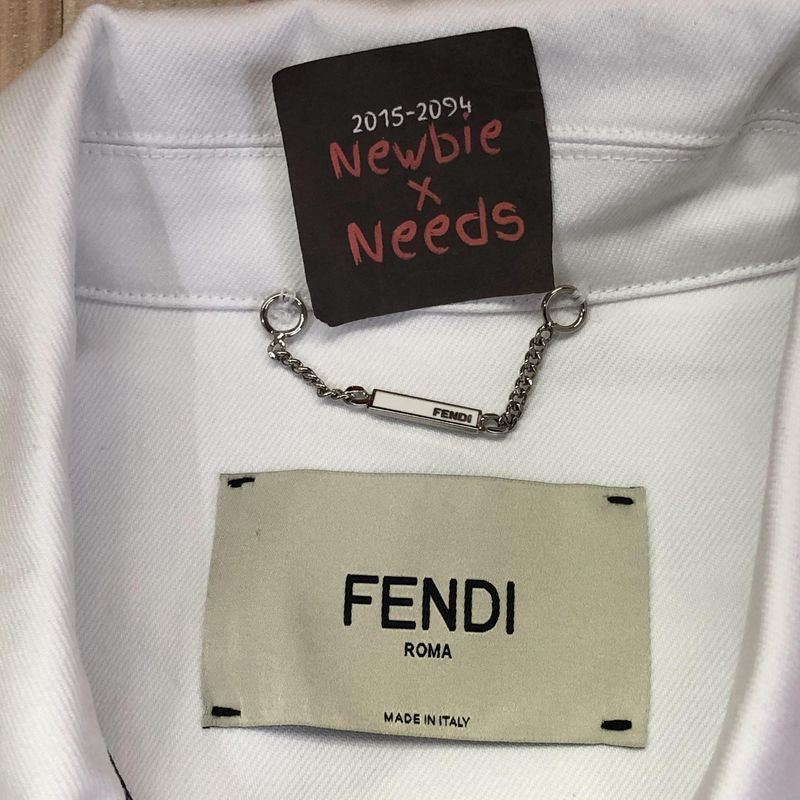 2015-2094
Newbie
x
Needs
FENDI
FENDI
ROMA
MADE IN ITALY